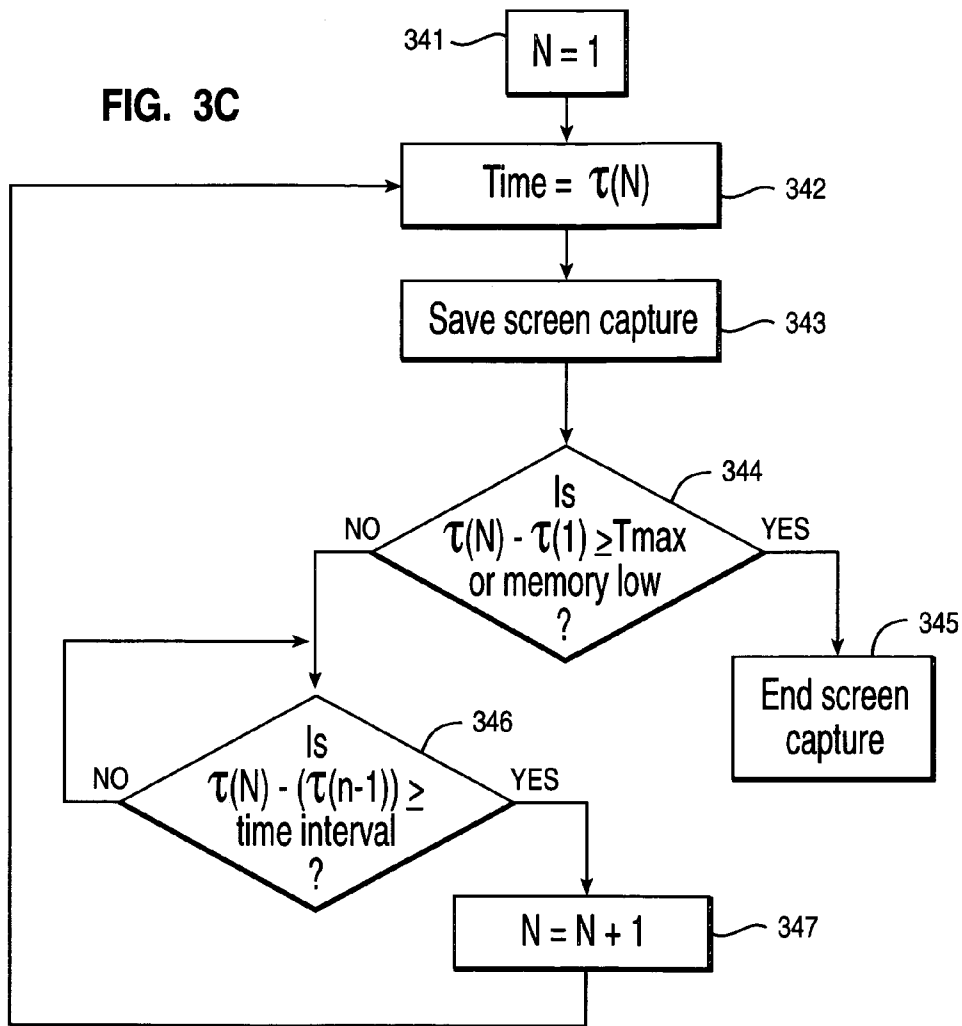 341
N = 1
FIG. 3C
Time = τ(N)
342
Save screen capture
343
344
Is
τ(N) - τ(1) ≥Tmax
or memory low
?
NO
YES
345
End screen
capture
346
Is
τ(N) - (τ(n-1)) ≥
time interval
?
NO
YES
N = N + 1
347